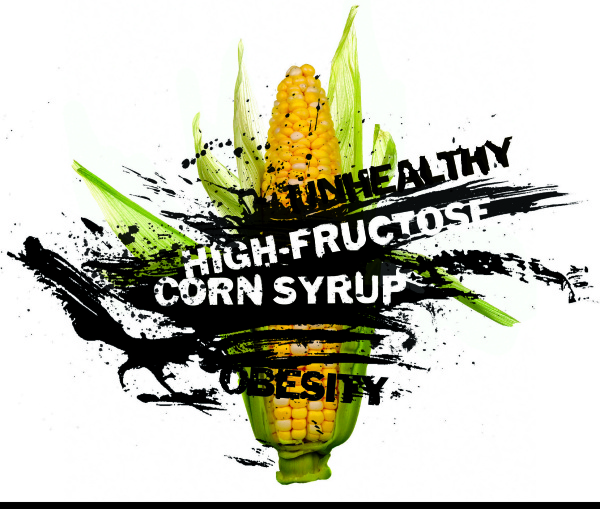 UNHEALTHY
HIGH-FRUCTOSE
CORN SYRUP
OBESITY